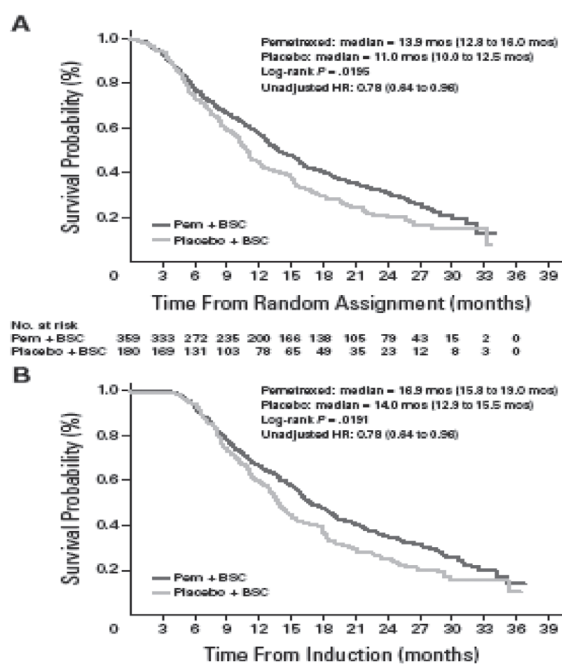 A
Pemetrexed: median = 13.9 mos (12.8 to 16.0 mos)
Placebo: median = 11.0 mos (10.0 to 12.5 mos)
Log-rank P = .0195
Unadjusted HR: 0.78 (0.64 to 0.96)
Survival Probability (%)
1.0
0.8
0.6
0.4
0.2
Pem + BSC
Placebo + BSC
0 3 6 9 12 15 18 21 24 27 30 33 36 39
Time From Random Assignment (months)
No. at risk
Pem + BSC 359 333 272 235 200 166 138 105 79 43 15 2 0
Placebo + BSC 180 169 131 103 78 65 49 35 23 12 8 3 0
B
Pemetrexed: median = 16.9 mos (15.8 to 19.0 mos)
Placebo: median = 14.0 mos (12.9 to 15.5 mos)
Log-rank P = .0191
Unadjusted HR: 0.78 (0.64 to 0.96)
Survival Probability (%)
1.0
0.8
0.6
0.4
0.2
Pem + BSC
Placebo + BSC
0 3 6 9 12 15 18 21 24 27 30 33 36 39
Time From Induction (months)